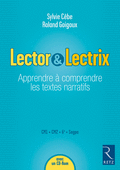 Sylvie Cèbe
Roland Goigoux
Lector & Lectrix
Apprendre à comprendre
les textes narratifs
CM1 • CM2 • 6e • Segpa
avec
un CD-Rom
RETZ